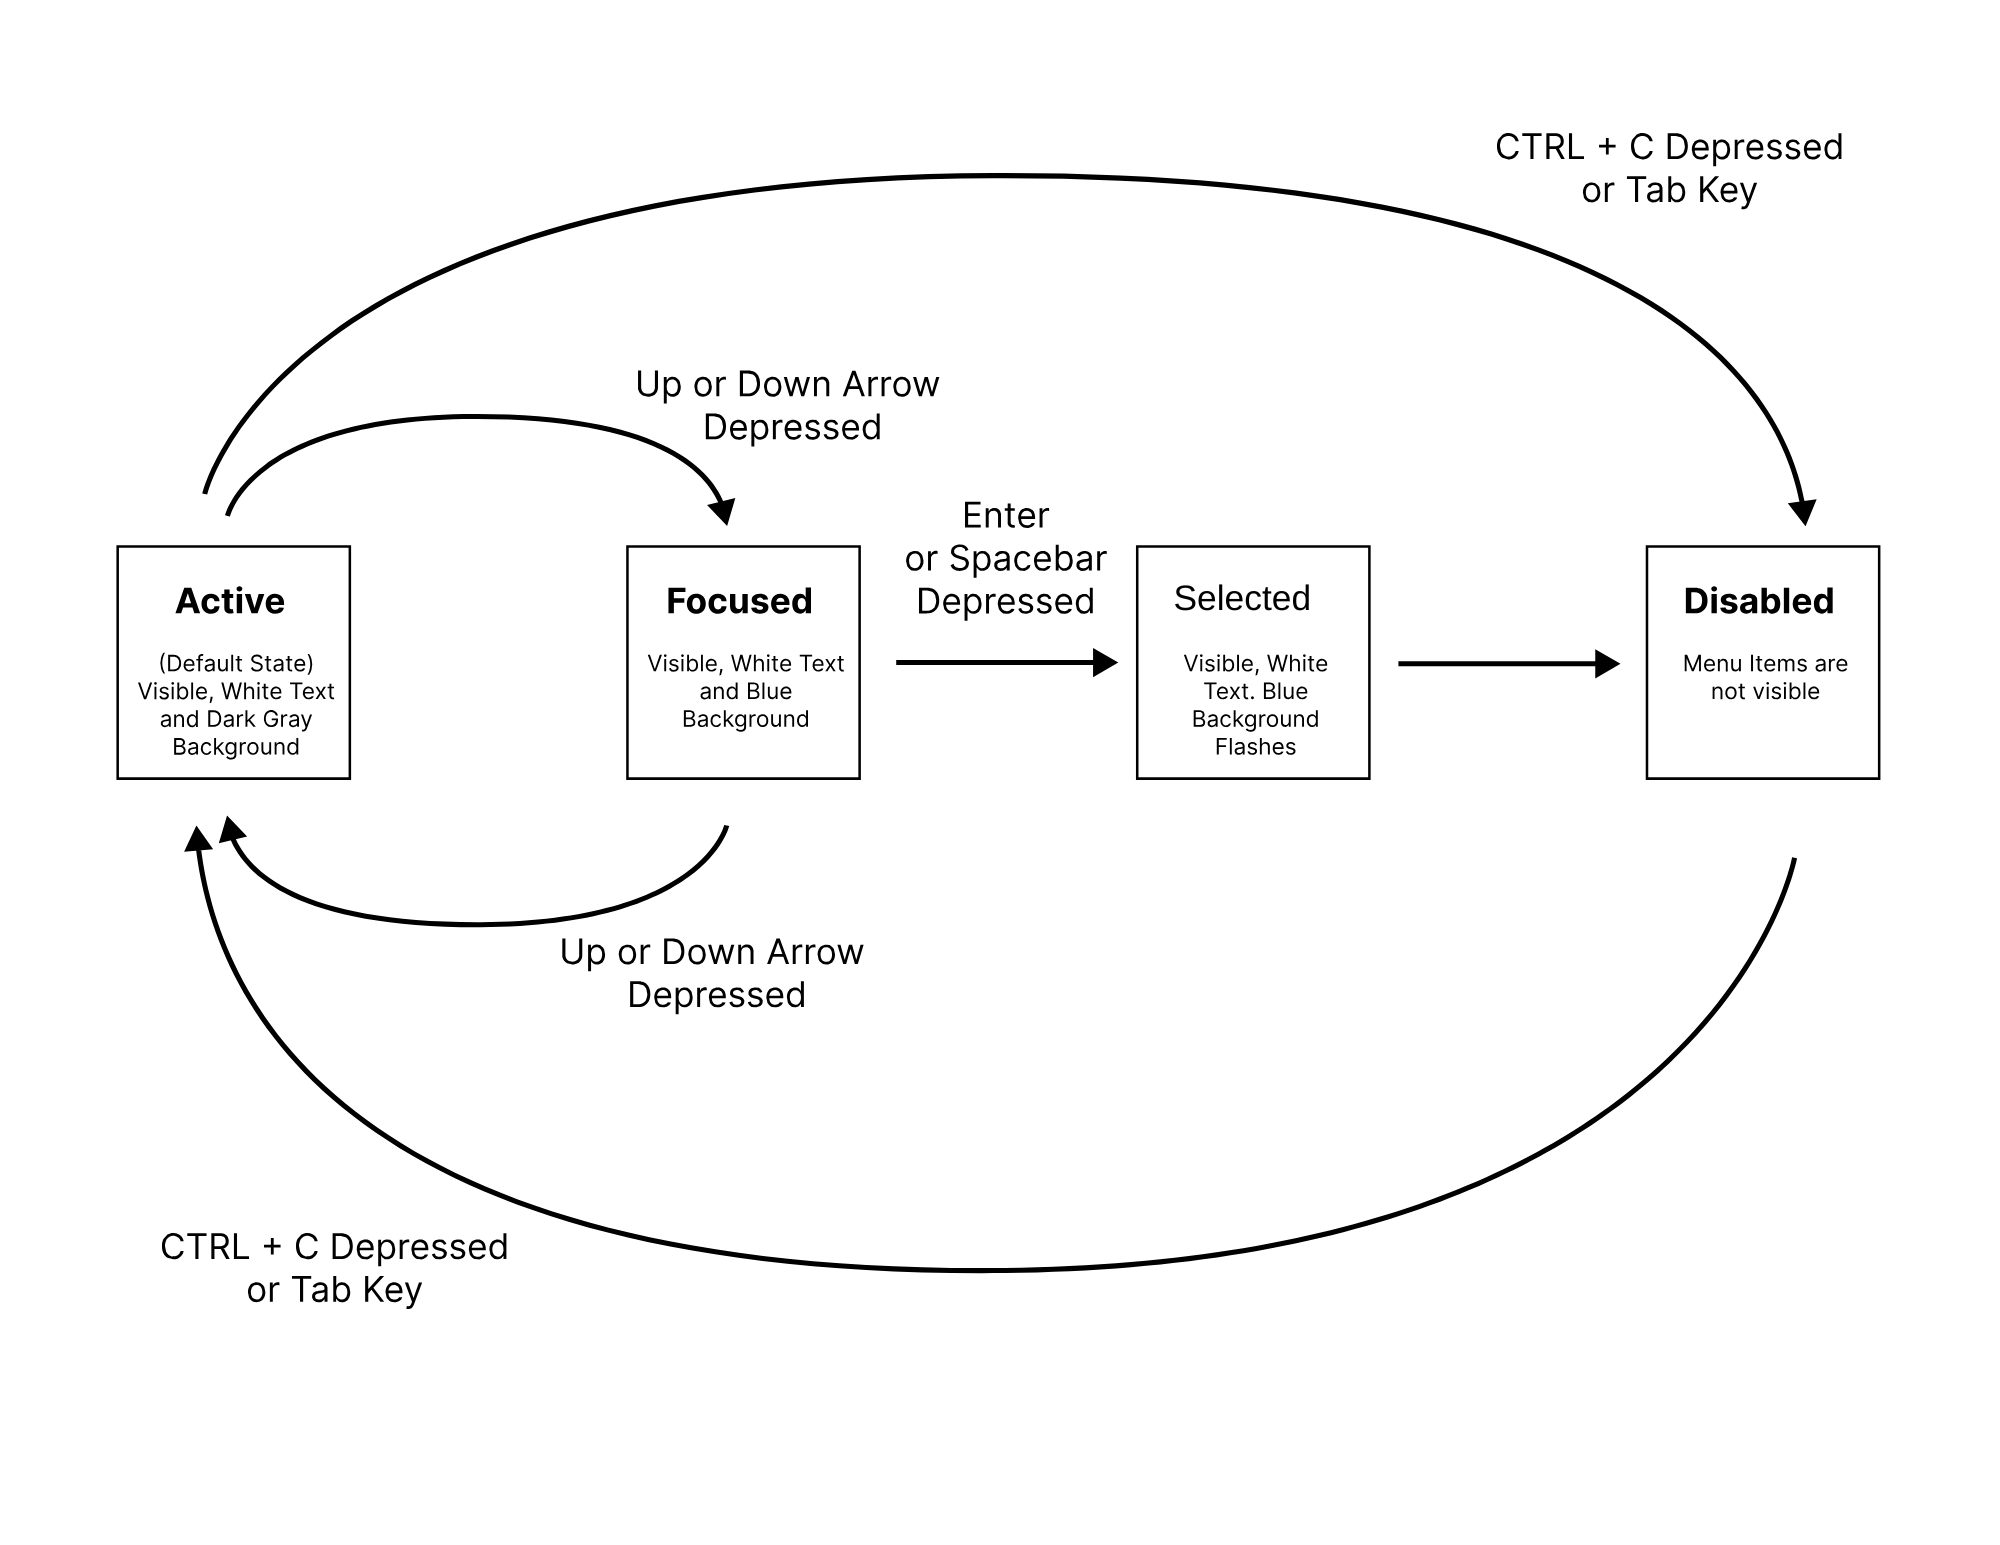 CTRL + C Depressed
or Tab Key
Up or Down Arrow
Depressed
Enter
or Spacebar
Depressed
Active
(Default State)
Visible, White Text
and Dark Gray
Background
Focused
Visible, White Text
and Blue
Background
Selected
Visible, White
Text. Blue
Background
Flashes
Disabled
Menu Items are
not visible
Up or Down Arrow
Depressed
CTRL + C Depressed
or Tab Key